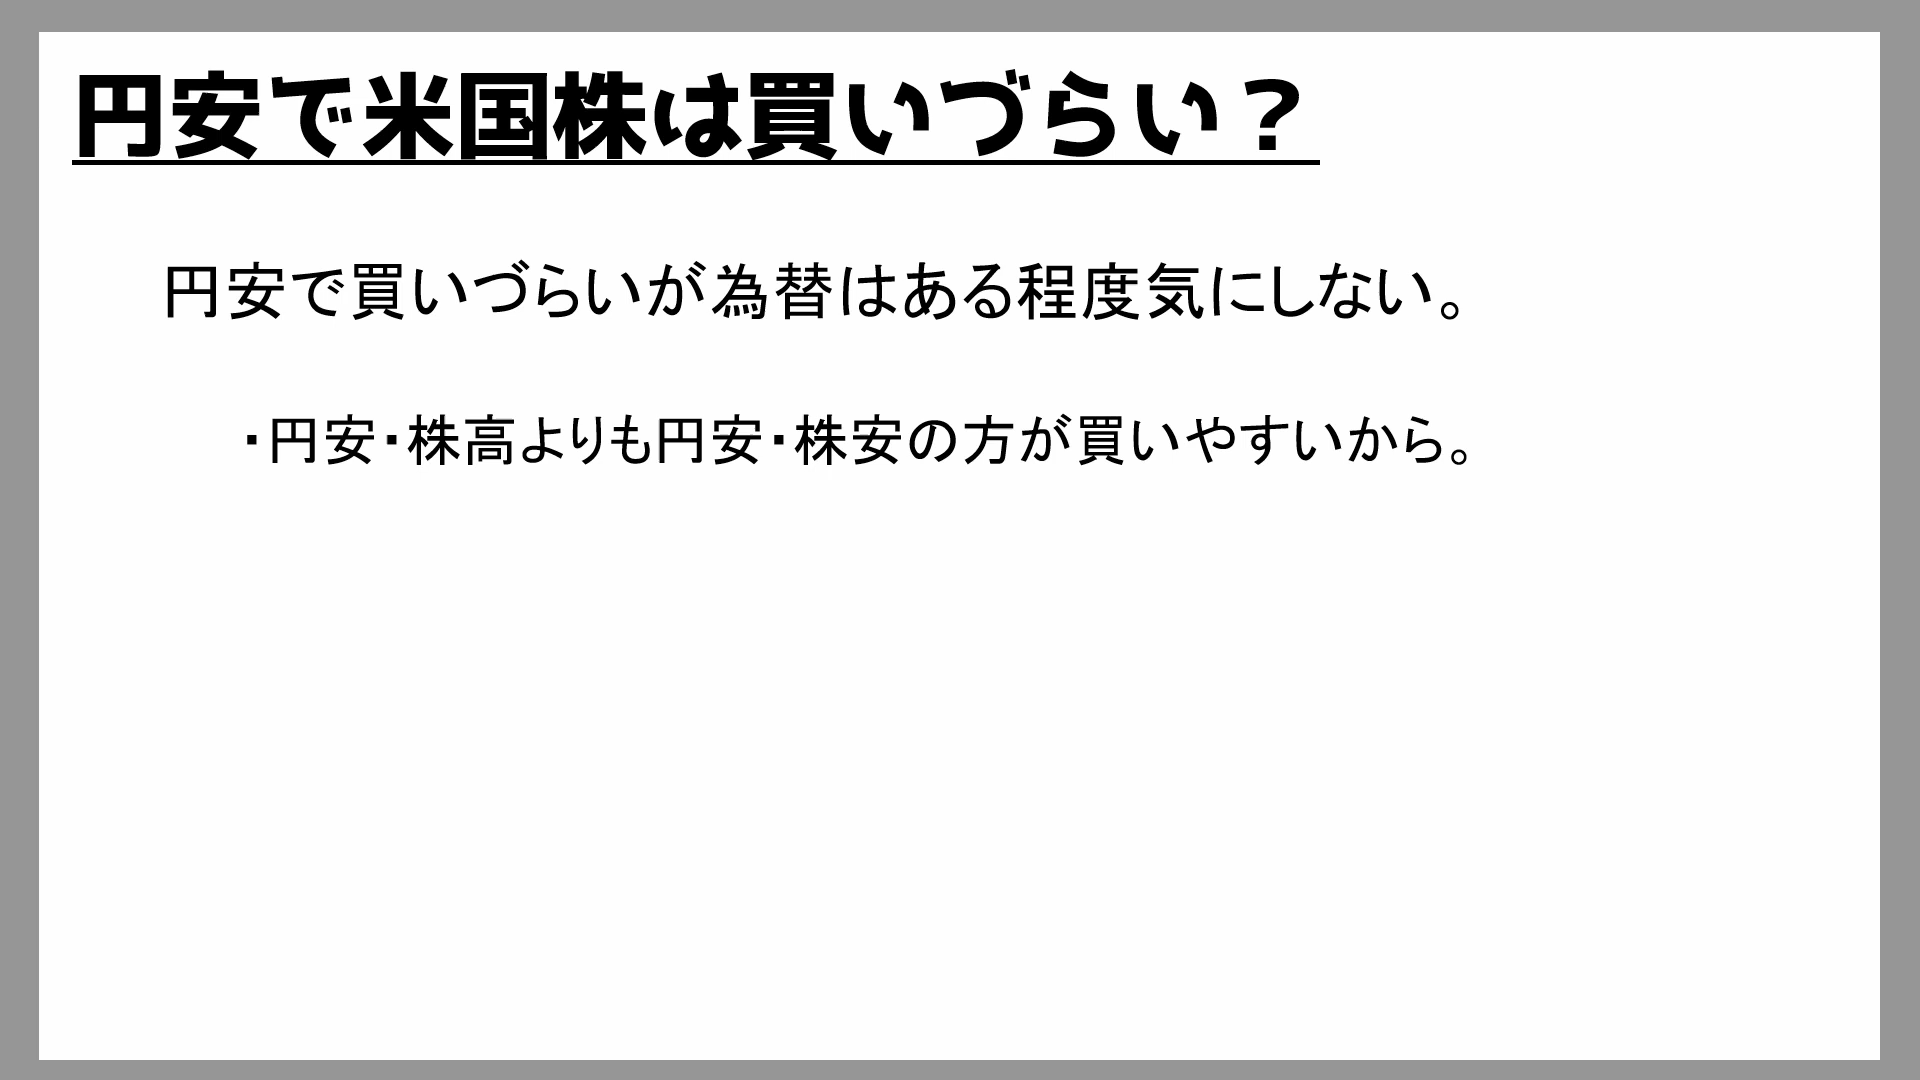 円安で米国株は買いづらい？
円安で買いづらいが為替はある程度気にしない。
・円安・株高よりも円安・株安の方が買いやすいから。